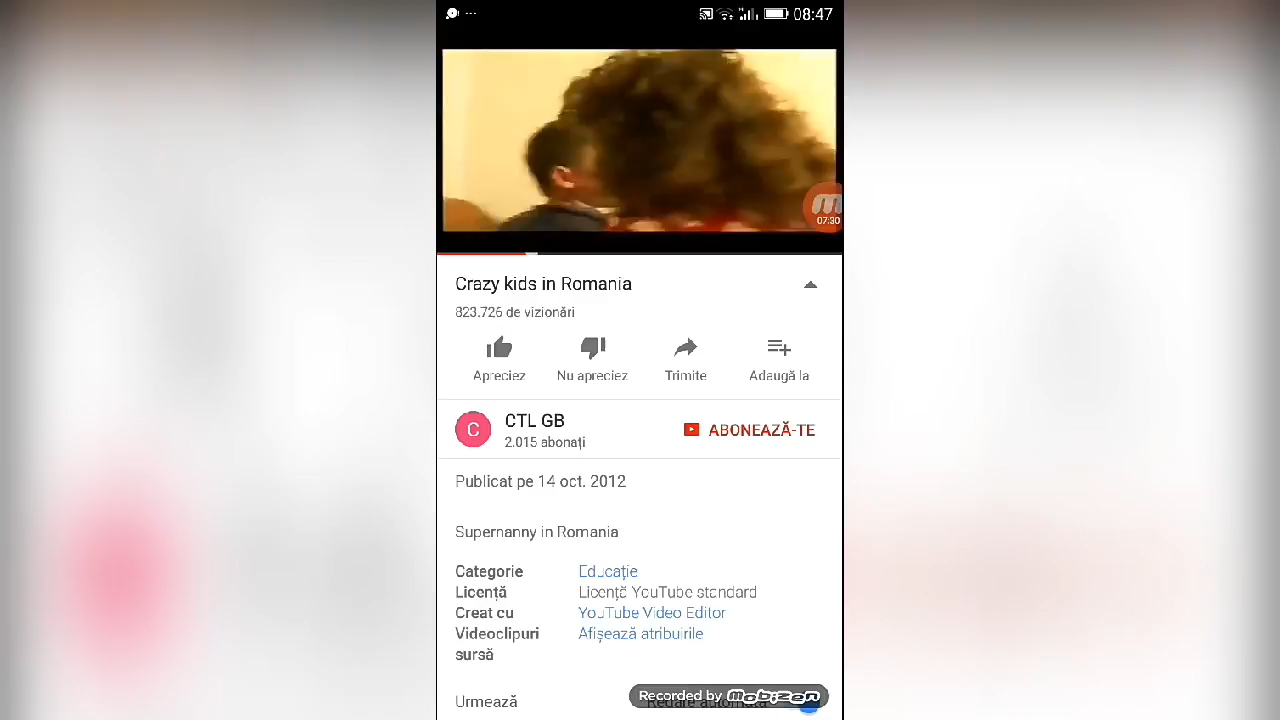 08:47
07:30
Crazy kids in Romania
823.726 de vizionări
Apreciez
Nu apreciez
Trimite
Adaugă la
C
CTL GB
2.015 abonați
ABONEAZĂ-TE
Publicat pe 14 oct. 2012
Supernanny in Romania
Categorie
Educație
Licență
Licență YouTube standard
Creat cu
YouTube Video Editor
Videoclipuri sursă
Afișează atribuirile
Urmează
Recorded by Mobizen